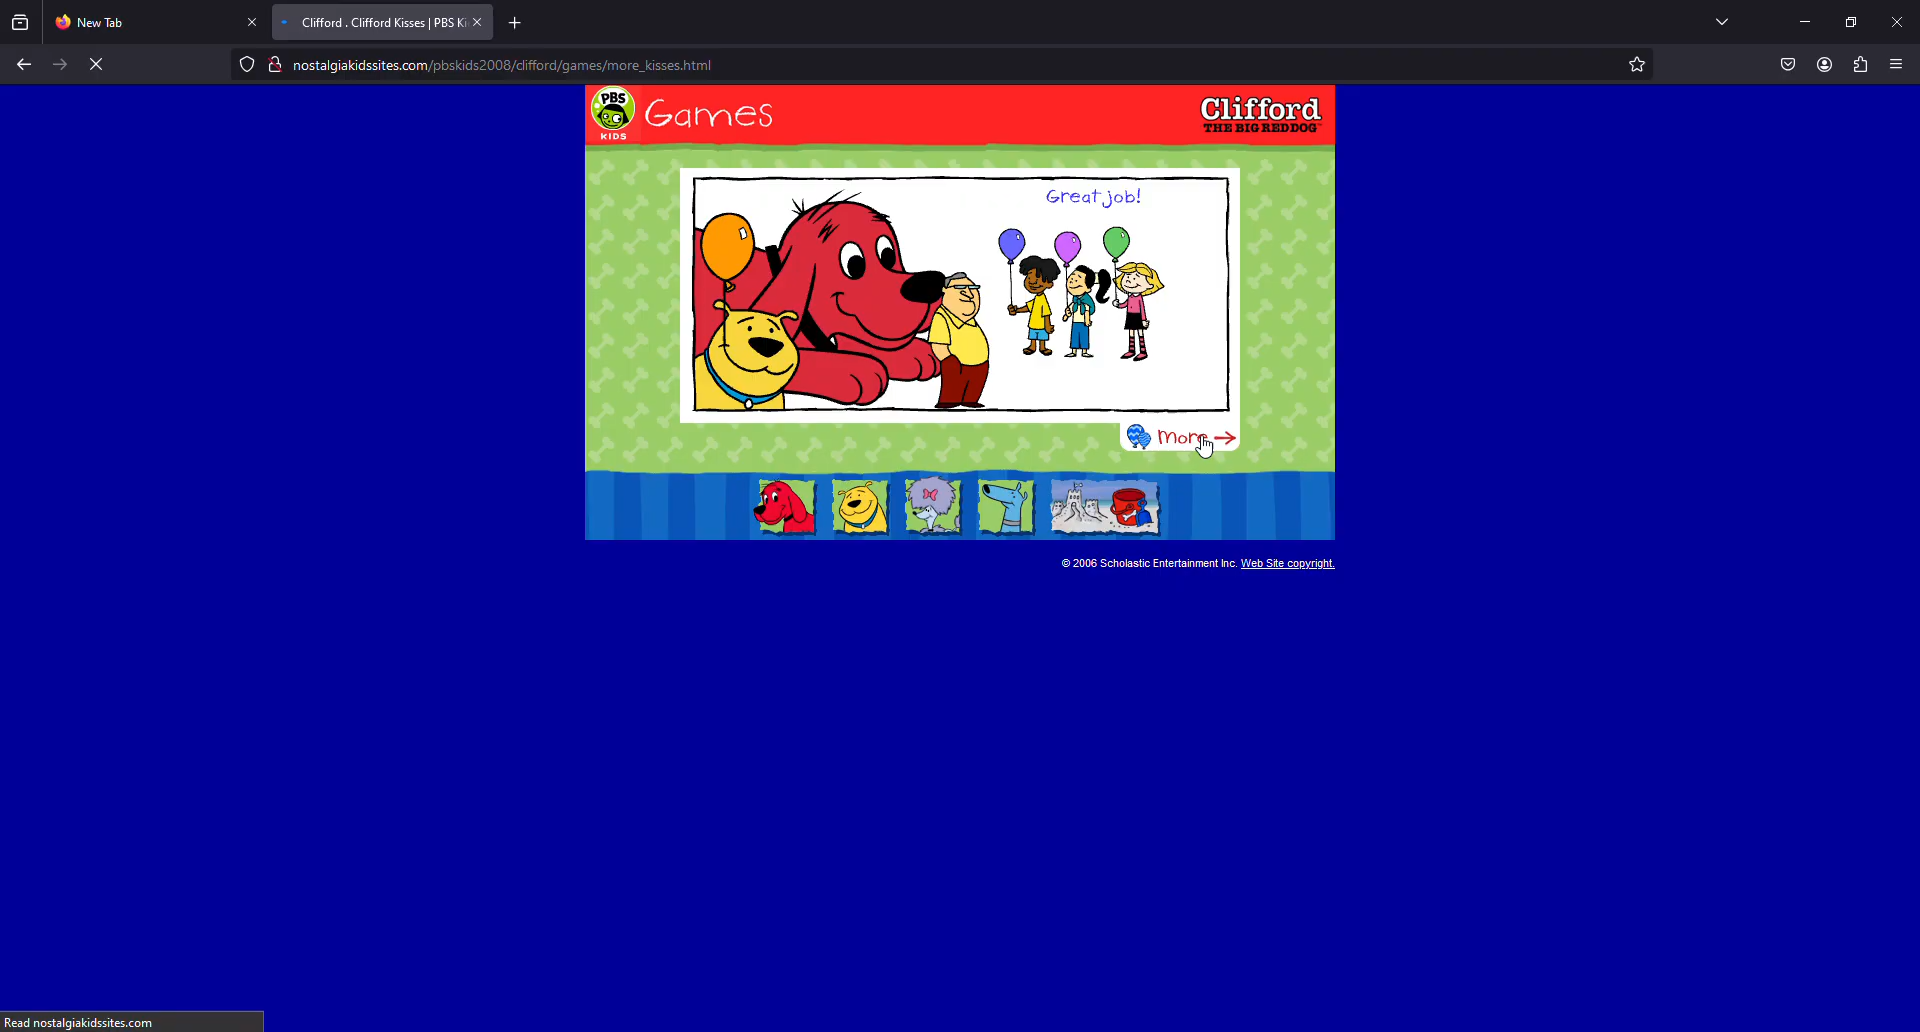 New Tab
Clifford . Clifford Kisses | PBS Ki
nostalgiakidssites.com/pbskids2008/clifford/games/more_kisses.html
PBS
KIDS
Games
Clifford
THE BIG RED DOG™
Great job!
more
© 2006 Scholastic Entertainment Inc. Web Site copyright.
Read nostalgiakidssites.com